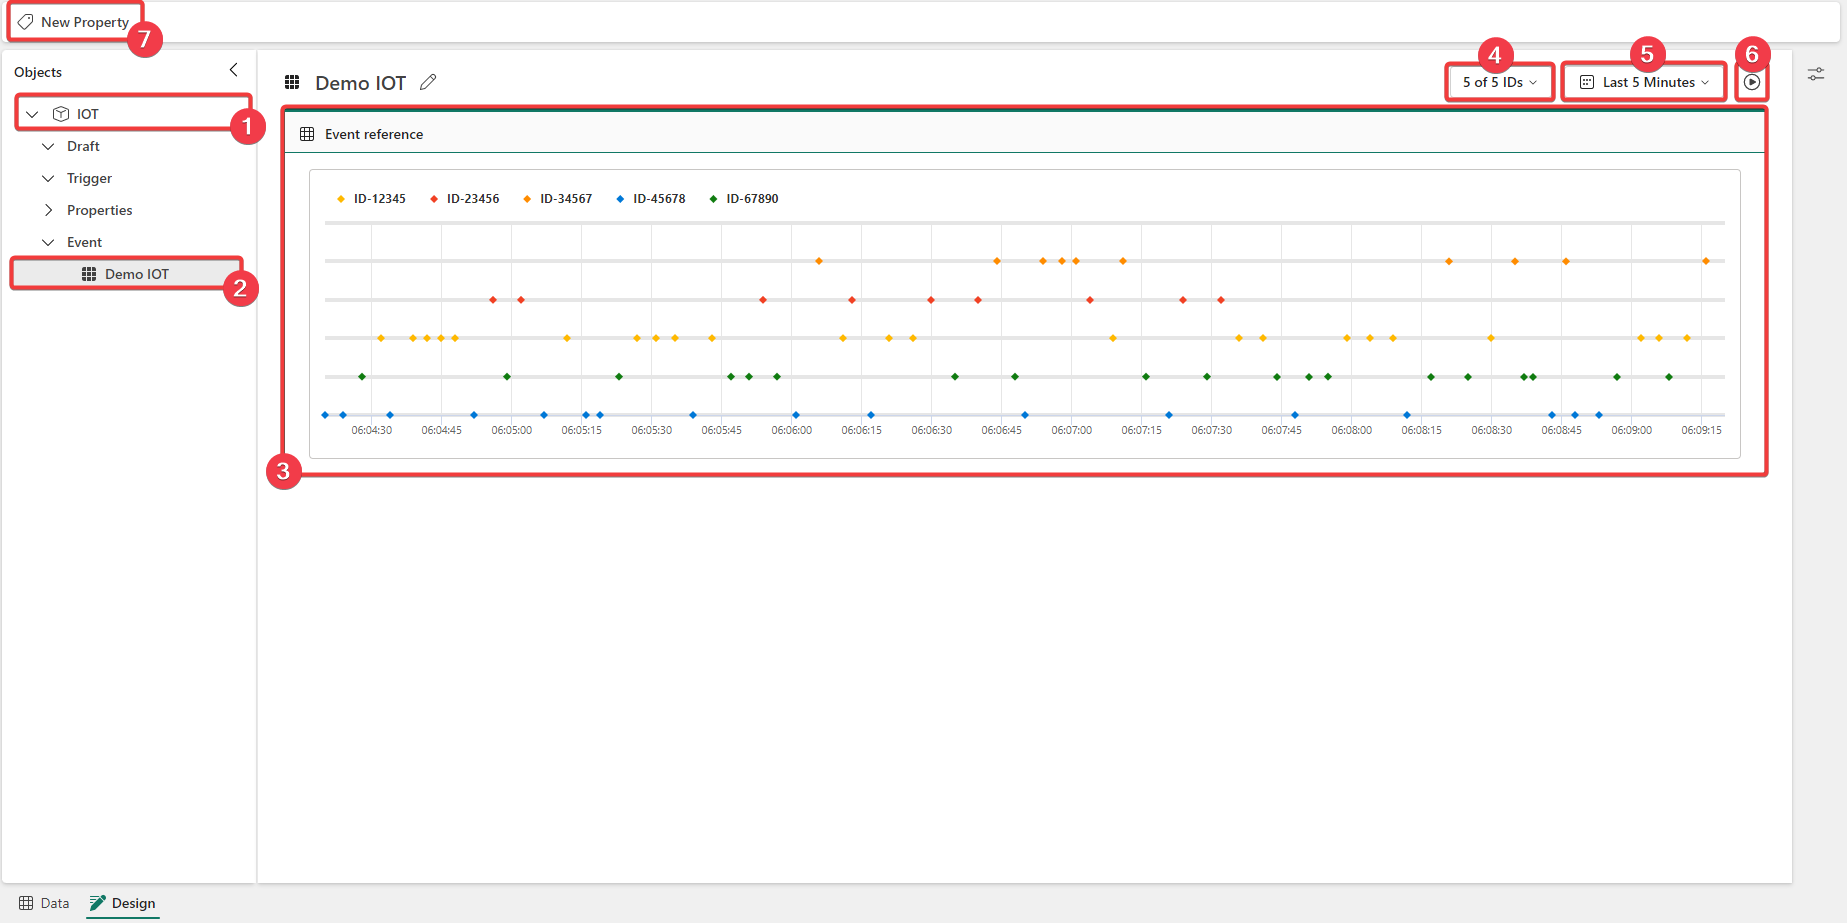 New Property
7
Objects
IOT
1
Draft
Trigger
Properties
Event
Demo IOT
2
Demo IOT
4
5 of 5 IDs
5
Last 5 Minutes
6
Event reference
ID-12345 ID-23456 ID-34567 ID-45678 ID-67890
06:04:30 06:04:45 06:05:00 06:05:15 06:05:30 06:05:45 06:06:00 06:06:15 06:06:30 06:06:45 06:07:00 06:07:15 06:07:30 06:07:45 06:08:00 06:08:15 06:08:30 06:08:45 06:09:00 06:09:15
3
Data Design